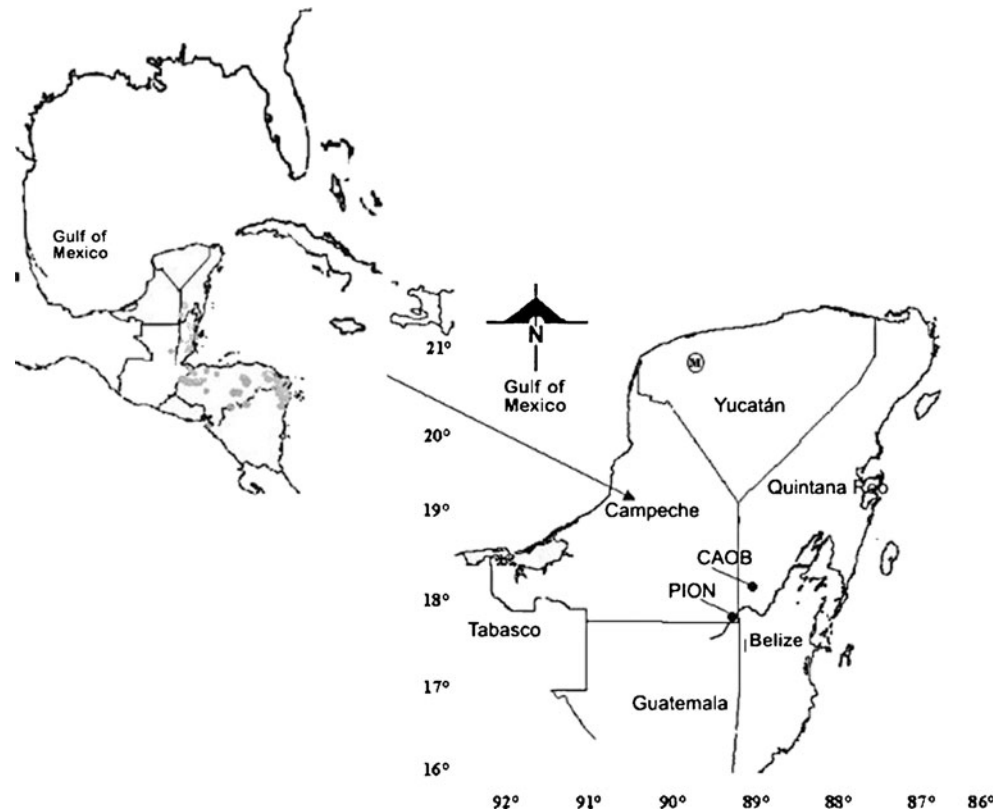 Gulf of
Mexico
N
Gulf of
Mexico
21°
20°
19°
18°
17°
16°
M
Yucatán
Quintana Roo
Campeche
CAOB
PION
Tabasco
Belize
Guatemala
92°
91°
90°
89°
88°
87°
86°